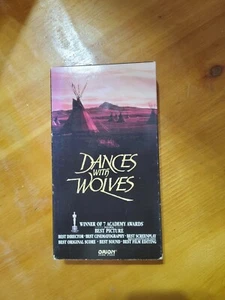 DANCES
WITH
WOLVES
WINNER OF 7 ACADEMY AWARDS
BEST PICTURE
BEST DIRECTOR • BEST CINEMATOGRAPHY • BEST SCREENPLAY
BEST ORIGINAL SCORE • BEST SOUND • BEST FILM EDITING
ORION